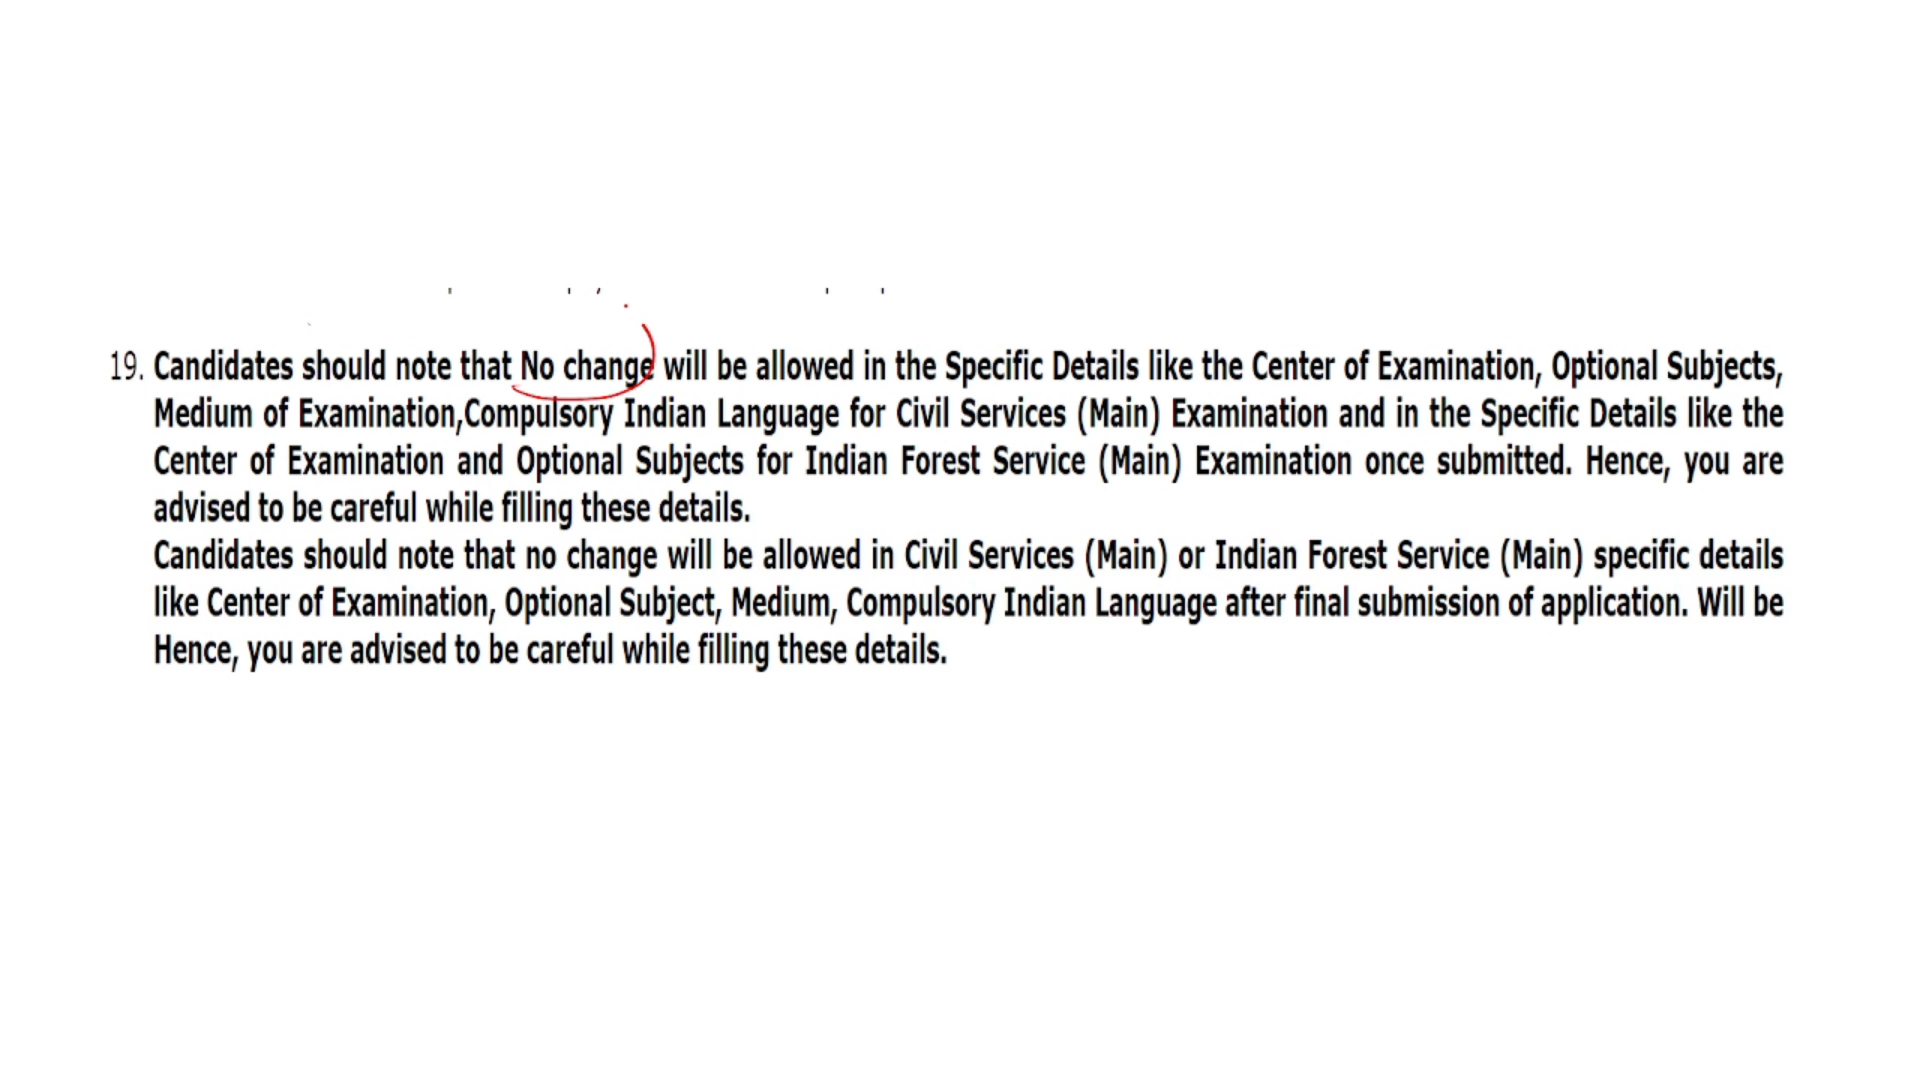 19. Candidates should note that No change will be allowed in the Specific Details like the Center of Examination, Optional Subjects,
Medium of Examination,Compulsory Indian Language for Civil Services (Main) Examination and in the Specific Details like the
Center of Examination and Optional Subjects for Indian Forest Service (Main) Examination once submitted. Hence, you are
advised to be careful while filling these details.
Candidates should note that no change will be allowed in Civil Services (Main) or Indian Forest Service (Main) specific details
like Center of Examination, Optional Subject, Medium, Compulsory Indian Language after final submission of application. Will be
Hence, you are advised to be careful while filling these details.